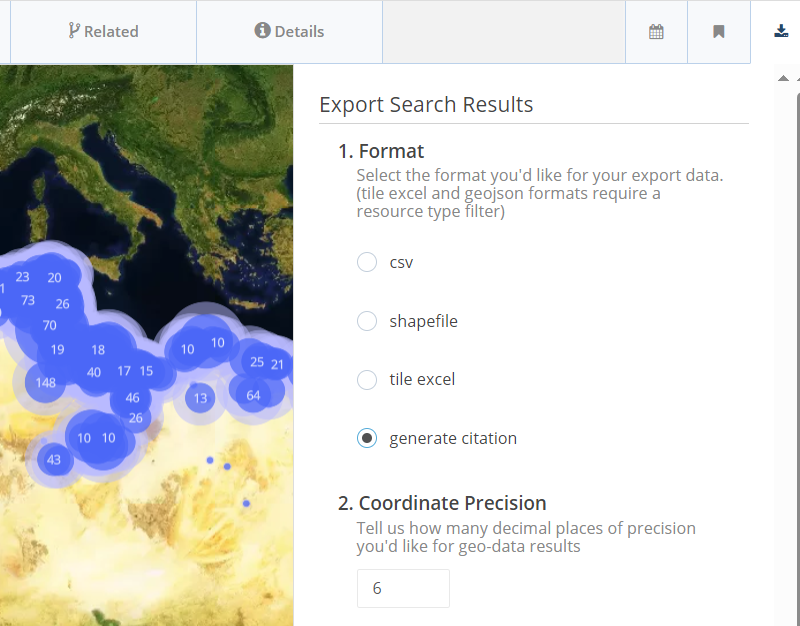 Related
Details
Export Search Results
1. Format
Select the format you'd like for your export data.
(tile excel and geojson formats require a
resource type filter)
csv
shapefile
tile excel
generate citation
2. Coordinate Precision
Tell us how many decimal places of precision
you'd like for geo-data results
6
23 20
1
73 26
70
19 18
10 10
40 17 15
25 21
148
46
13
64
26
10 10
43